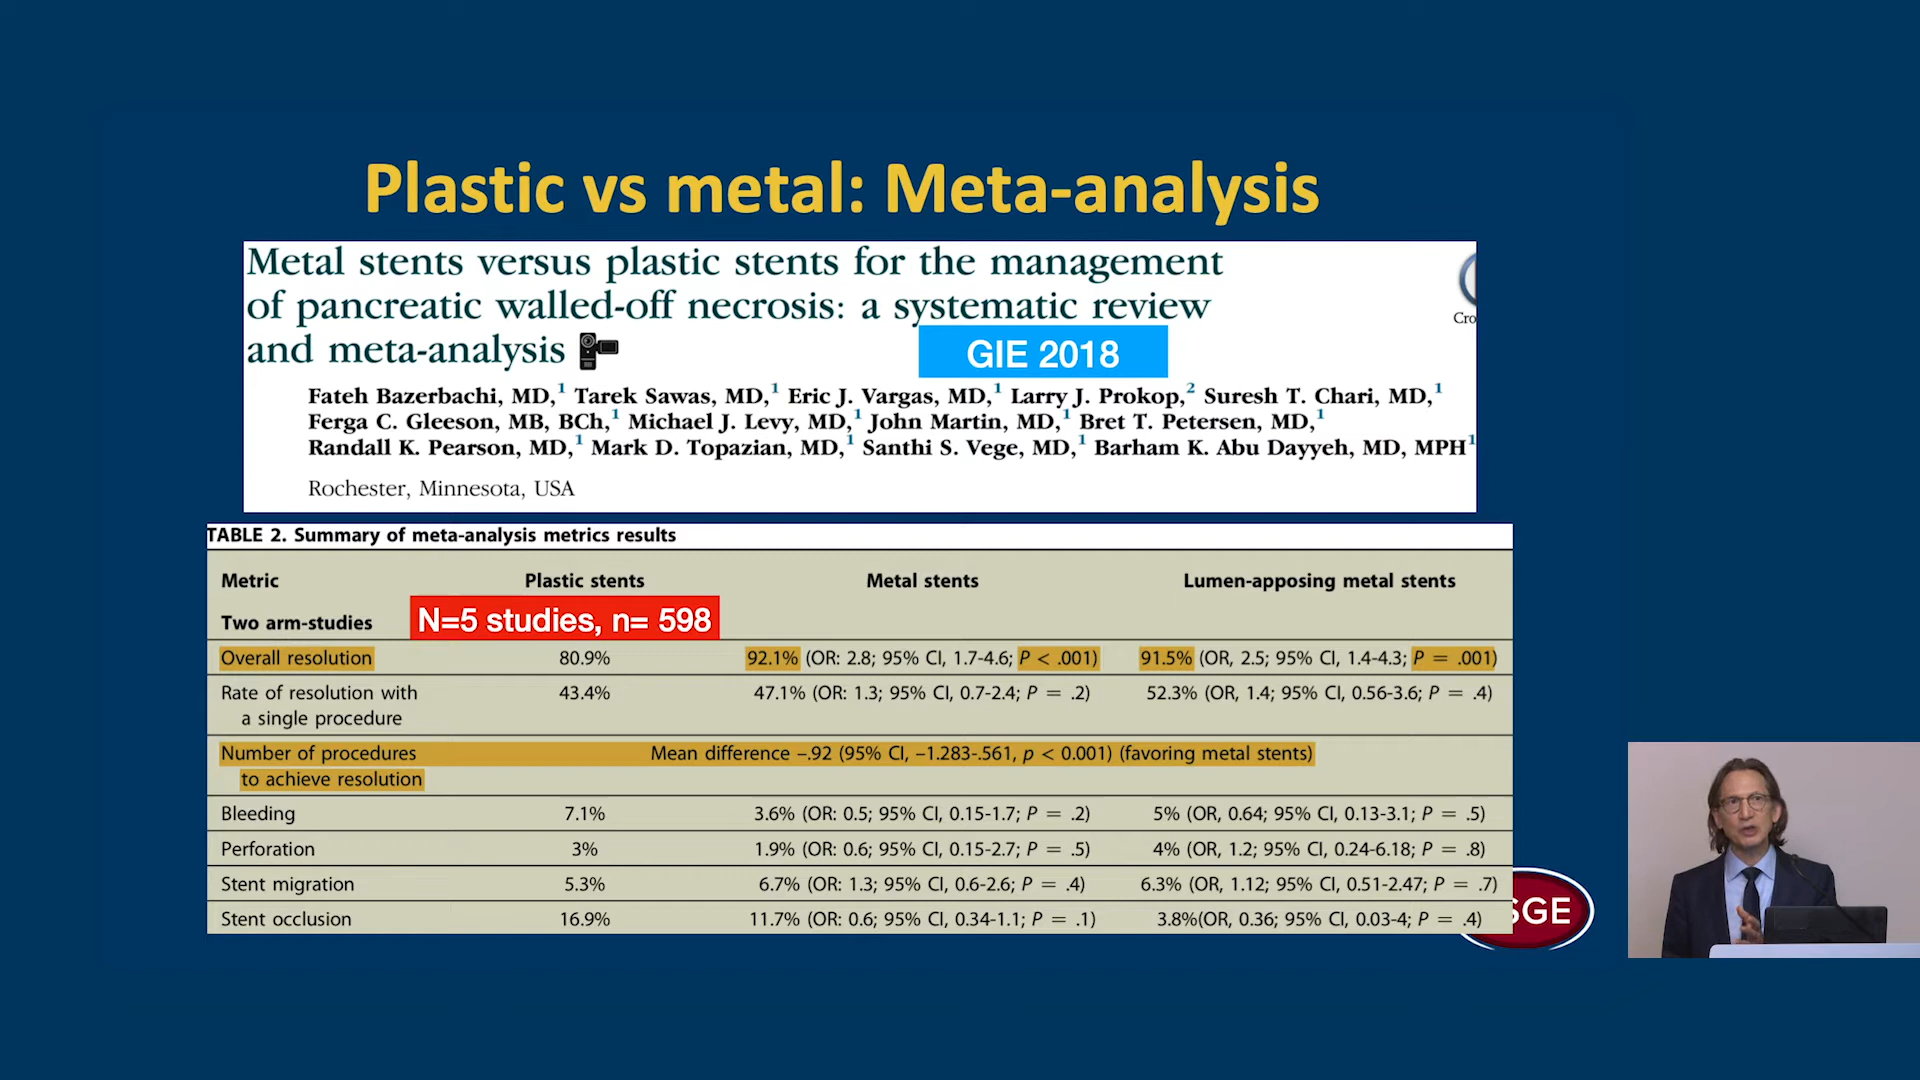 Plastic vs metal: Meta-analysis
Metal stents versus plastic stents for the management
of pancreatic walled-off necrosis: a systematic review
and meta-analysis
GIE 2018
Cro
Fateh Bazerbachi, MD,1 Tarek Sawas, MD,1 Eric J. Vargas, MD,1 Larry J. Prokop,2 Suresh T. Chari, MD,1
Ferga C. Gleeson, MB, BCh,1 Michael J. Levy, MD,1 John Martin, MD,1 Bret T. Petersen, MD,1
Randall K. Pearson, MD,1 Mark D. Topazian, MD,1 Santhi S. Vege, MD,1 Barham K. Abu Dayyeh, MD, MPH1
Rochester, Minnesota, USA
TABLE 2. Summary of meta-analysis metrics results
Metric Plastic stents Metal stents Lumen-apposing metal stents
Two arm-studies N=5 studies, n= 598
Overall resolution 80.9% 92.1% (OR: 2.8; 95% CI, 1.7-4.6; P < .001) 91.5% (OR, 2.5; 95% CI, 1.4-4.3; P = .001)
Rate of resolution with 43.4% 47.1% (OR: 1.3; 95% CI, 0.7-2.4; P = .2) 52.3% (OR, 1.4; 95% CI, 0.56-3.6; P = .4)
a single procedure
Number of procedures Mean difference –.92 (95% CI, –1.283-.561, p < 0.001) (favoring metal stents)
to achieve resolution
Bleeding 7.1% 3.6% (OR: 0.5; 95% CI, 0.15-1.7; P = .2) 5% (OR, 0.64; 95% CI, 0.13-3.1; P = .5)
Perforation 3% 1.9% (OR: 0.6; 95% CI, 0.15-2.7; P = .5) 4% (OR, 1.2; 95% CI, 0.24-6.18; P = .8)
Stent migration 5.3% 6.7% (OR: 1.3; 95% CI, 0.6-2.6; P = .4) 6.3% (OR, 1.12; 95% CI, 0.51-2.47; P = .7)
Stent occlusion 16.9% 11.7% (OR: 0.6; 95% CI, 0.34-1.1; P = .1) 3.8%(OR, 0.36; 95% CI, 0.03-4; P = .4)
SGE